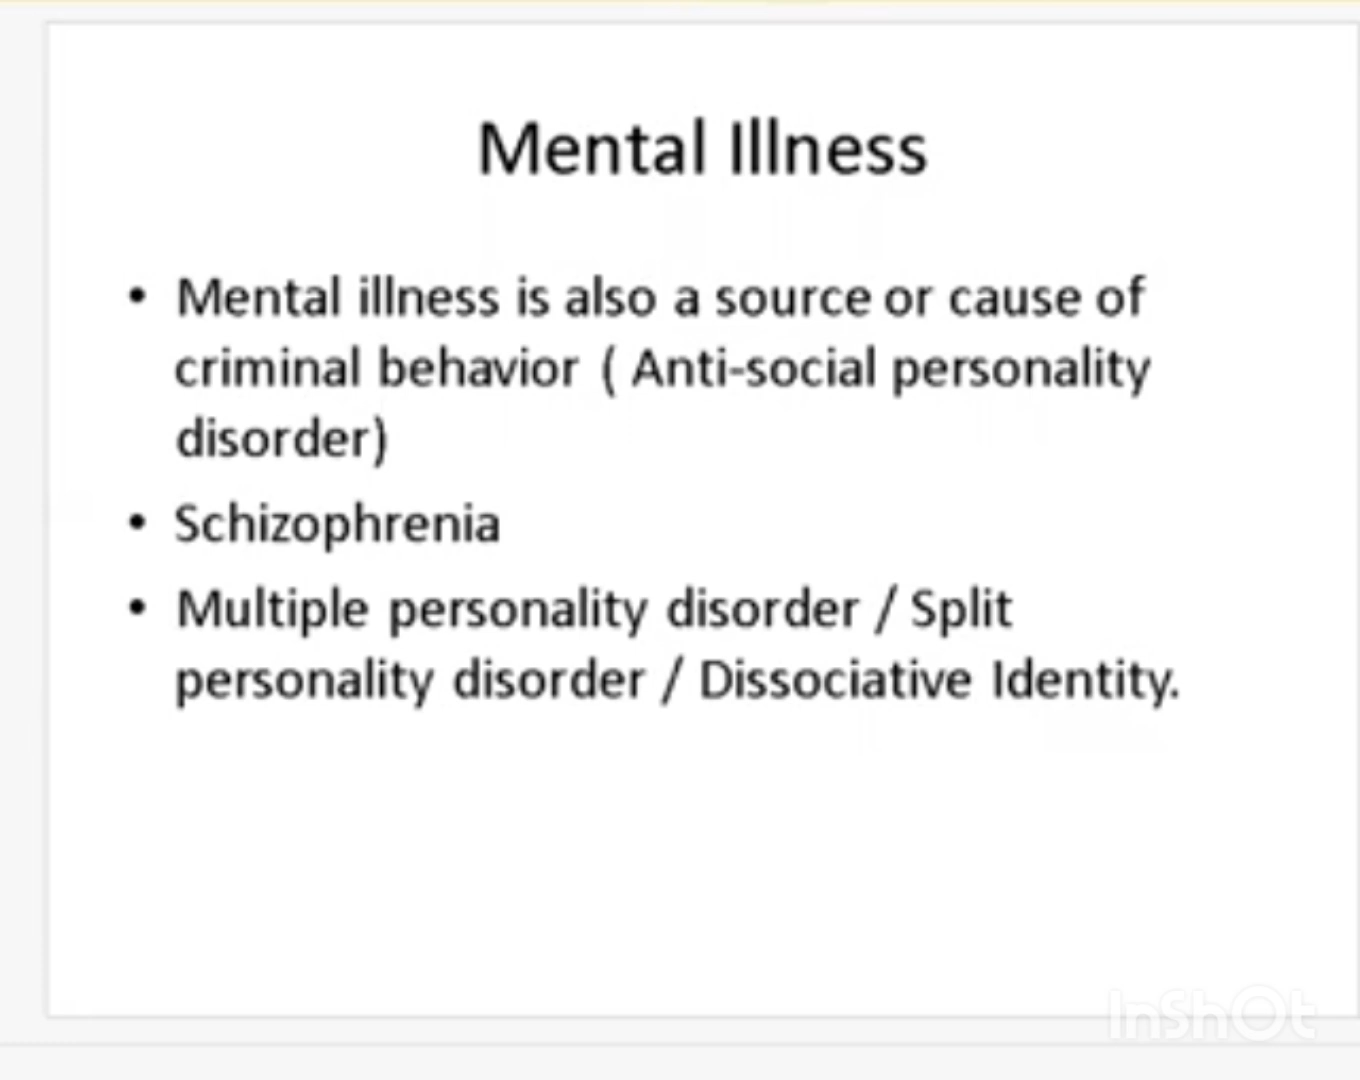 Mental Illness
• Mental illness is also a source or cause of
criminal behavior ( Anti-social personality
disorder)
• Schizophrenia
• Multiple personality disorder / Split
personality disorder / Dissociative Identity.
InShOt